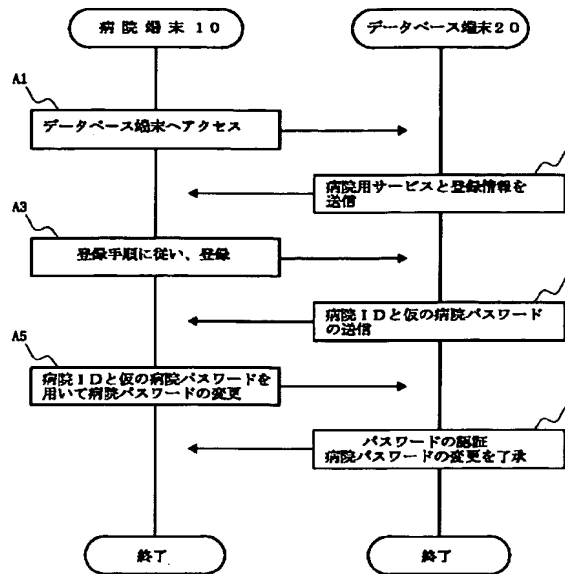 病院端末10
データベース端末20
A1
データベース端末へアクセス
病院用サービスと登録情報を
送信
A3
登録手順に従い、登録
病院IDと仮の病院パスワード
の送信
A5
病院IDと仮の病院パスワードを
用いて病院パスワードの変更
パスワードの認証
病院パスワードの変更を了承
終了
終了